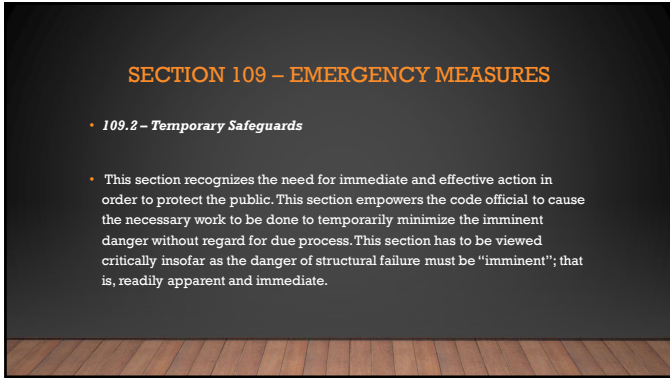 SECTION 109 – EMERGENCY MEASURES
• 109.2 – Temporary Safeguards
• This section recognizes the need for immediate and effective action in
order to protect the public. This section empowers the code official to cause
the necessary work to be done to temporarily minimize the imminent
danger without regard for due process. This section has to be viewed
critically insofar as the danger of structural failure must be “imminent”; that
is, readily apparent and immediate.